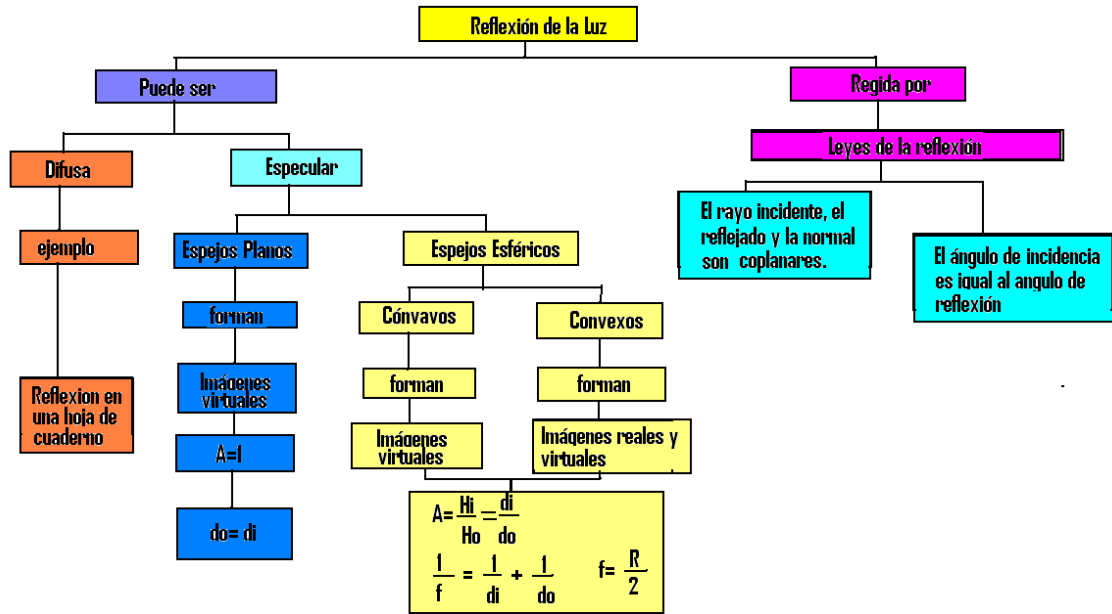 Reflexión de la Luz
Puede ser
Regida por
Difusa
Especular
Leyes de la reflexión
ejemplo
Espejos Planos
Espejos Esféricos
El rayo incidente, el
reflejado y la normal
son coplanares.
El ángulo de incidencia
es igual al angulo de
reflexión
forman
Cónvavos
Convexos
Reflexion en
una hoja de
cuaderno
Imágenes
virtuales
forman
forman
A=1
Imágenes
virtuales
Imágenes reales y
virtuales
do= di
A=Hi/Ho=di/do
1/f = 1/di + 1/do f= R/2